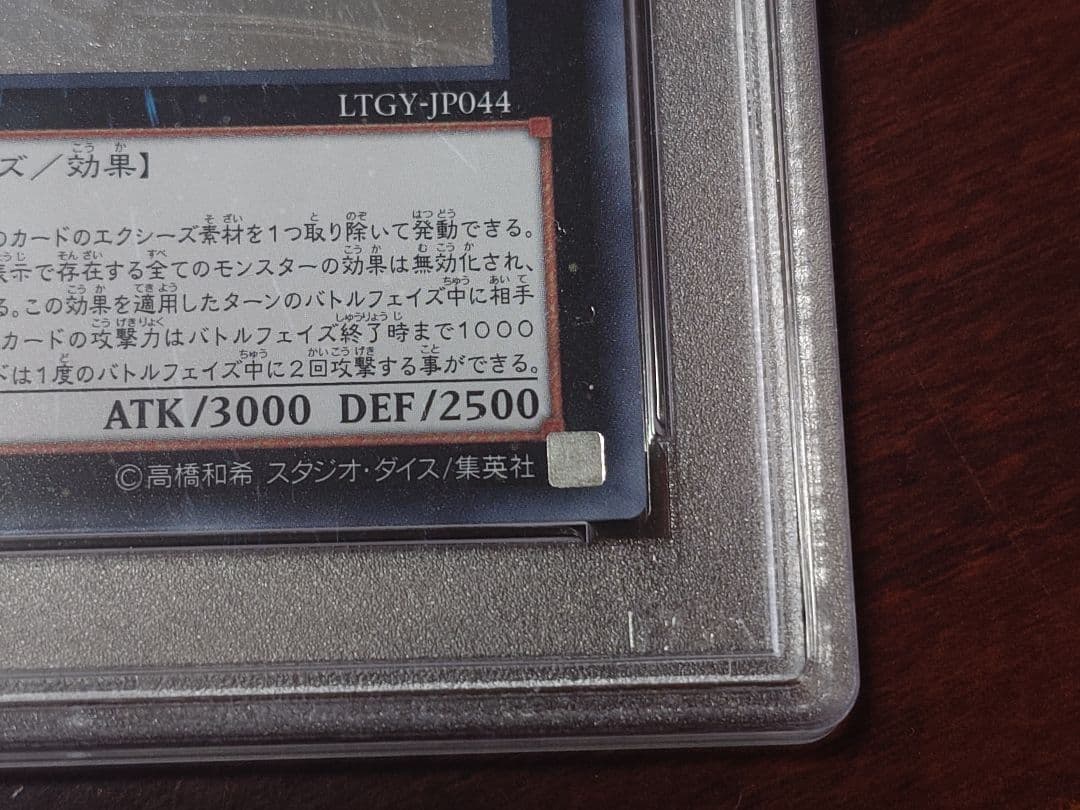 LTGY-JP044
ズ/効果】
のカードのエクシーズ素材を1つ取り除いて発動できる。
表示で存在する全てのモンスターの効果は無効化され、
る。この効果を適用したターンのバトルフェイズ中に相手
カードの攻撃力はバトルフェイズ終了時まで1000
ドは1度のバトルフェイズ中に2回攻撃する事ができる。
ATK/3000 DEF/2500
©高橋和希 スタジオ・ダイス/集英社